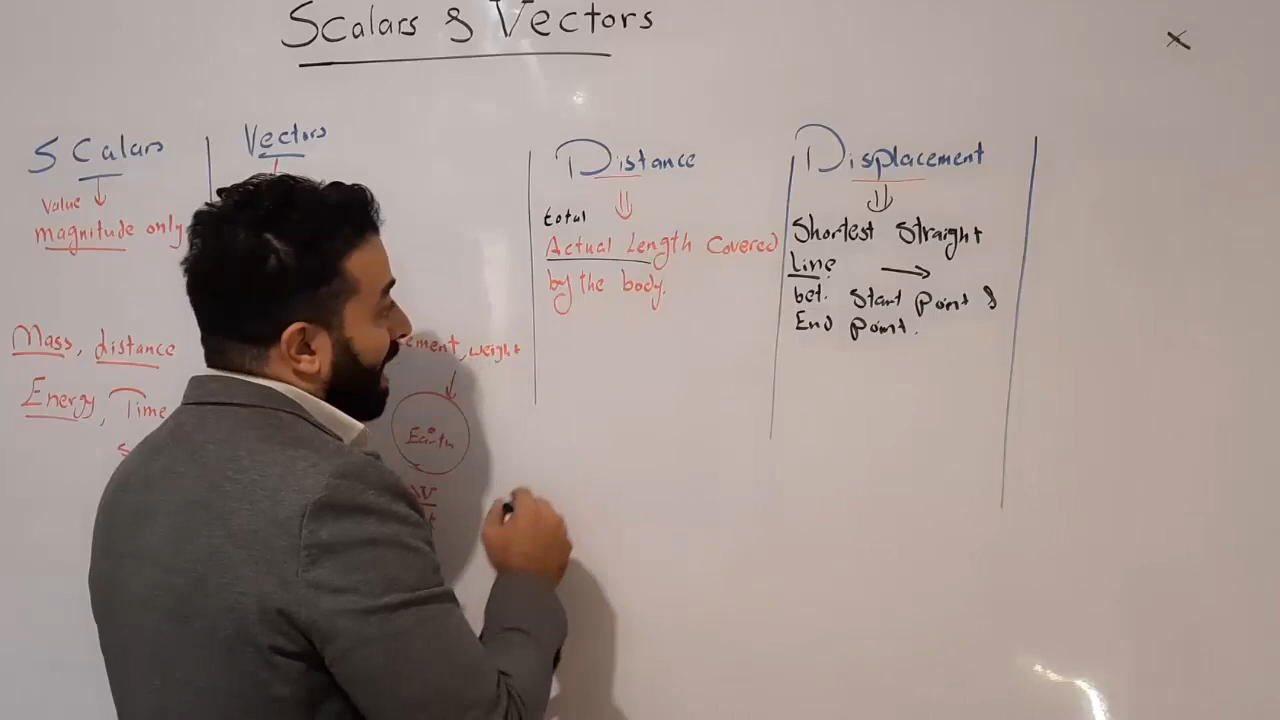 Scalars & Vectors
Scalars
Value
magnitude only
Mass, distance
Energy, Time
Vectors
weight
Earth
Distance
total
Actual Length Covered
by the body.
Displacement
Shortest Straight
Line
bet. Start Point &
End Point.